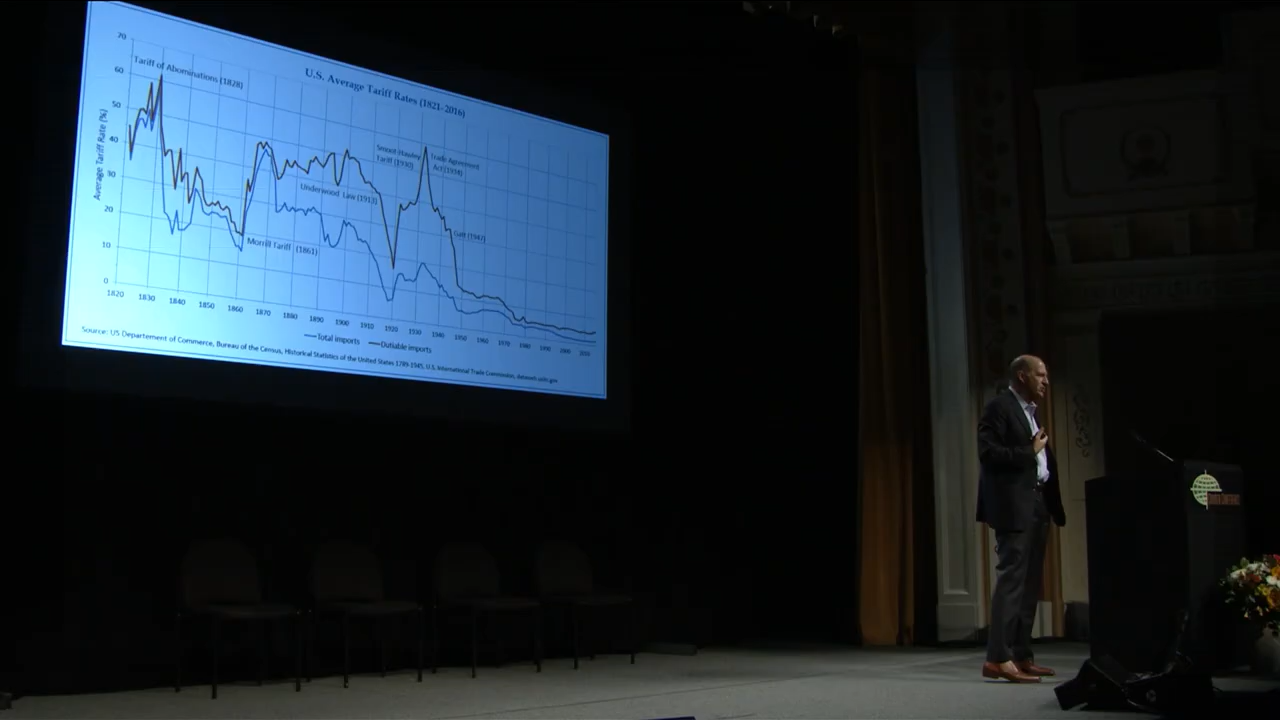 U.S. Average Tariff Rates (1821-2016)
70
60
50
40
30
20
10
0
Average Tariff Rate (%)
Tariff of Abominations (1828)
Smoot-Hawley
Tariff (1930)
Trade Agreement
Act (1934)
Underwood Law (1913)
Gatt (1947)
Morrill Tariff (1861)
1820 1830 1840 1850 1860 1870 1880 1890 1900 1910 1920 1930 1940 1950 1960 1970 1980 1990 2000 2010
Total imports Dutiable imports
Source: US Departement of Commerce, Bureau of the Census, Historical Statistics of the United States 1789-1945, U.S. International Trade Commission,